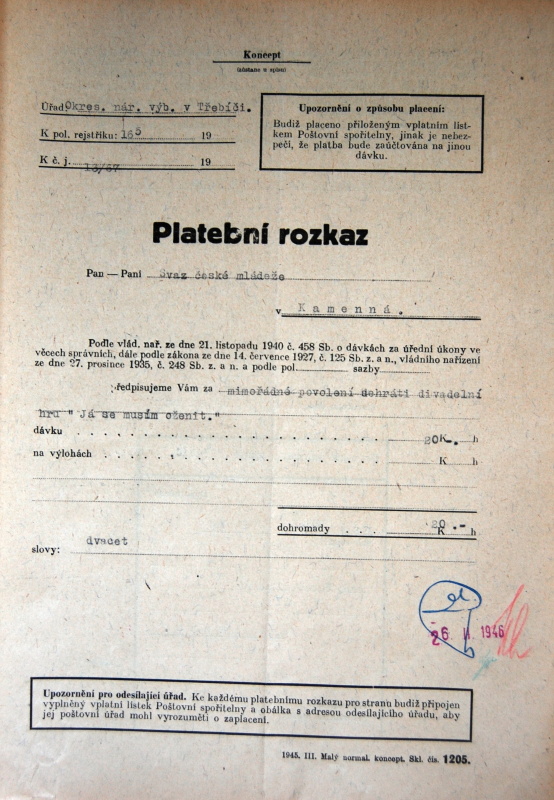 Koncept
(zůstane u spisu)
Úřad: Okres. nár. výb. v Třebíči.
K pol. rejstříku: 165 19
K č. j. 13/67 19
Upozornění o způsobu placení:
Budiž placeno přiloženým vplatním líst-
kem Poštovní spořitelny, jinak je nebez-
pečí, že platba bude zaúčtována na jinou
dávku.
Platební rozkaz
Pan — Paní Svaz české mládeže
v Kamenná.
Podle vlád. nař. ze dne 21. listopadu 1940 č. 458 Sb. o dávkách za úřední úkony ve
věcech správních, dále podle zákona ze dne 14. července 1927, č. 125 Sb. z. a n., vládního nařízení
ze dne 27. prosince 1935, č. 248 Sb. z. a n. a podle pol. sazby
předpisujeme Vám za mimořádné povolení sehráti divadelní
hru " Já se musím oženit."
dávku 20K.- h
na výlohách K h
dohromady 20 K .- h
slovy: dvacet
26. II. 1946
Upozornění pro odesílající úřad. Ke každému platebnímu rozkazu pro stranu budiž připojen
vyplněný vplatní lístek Poštovní spořitelny a obálka s adresou odesílajícího úřadu, aby
jej poštovní úřad mohl vyrozuměti o zaplacení.
1945. III. Malý normal. koncept. Skl. čís. 1205.